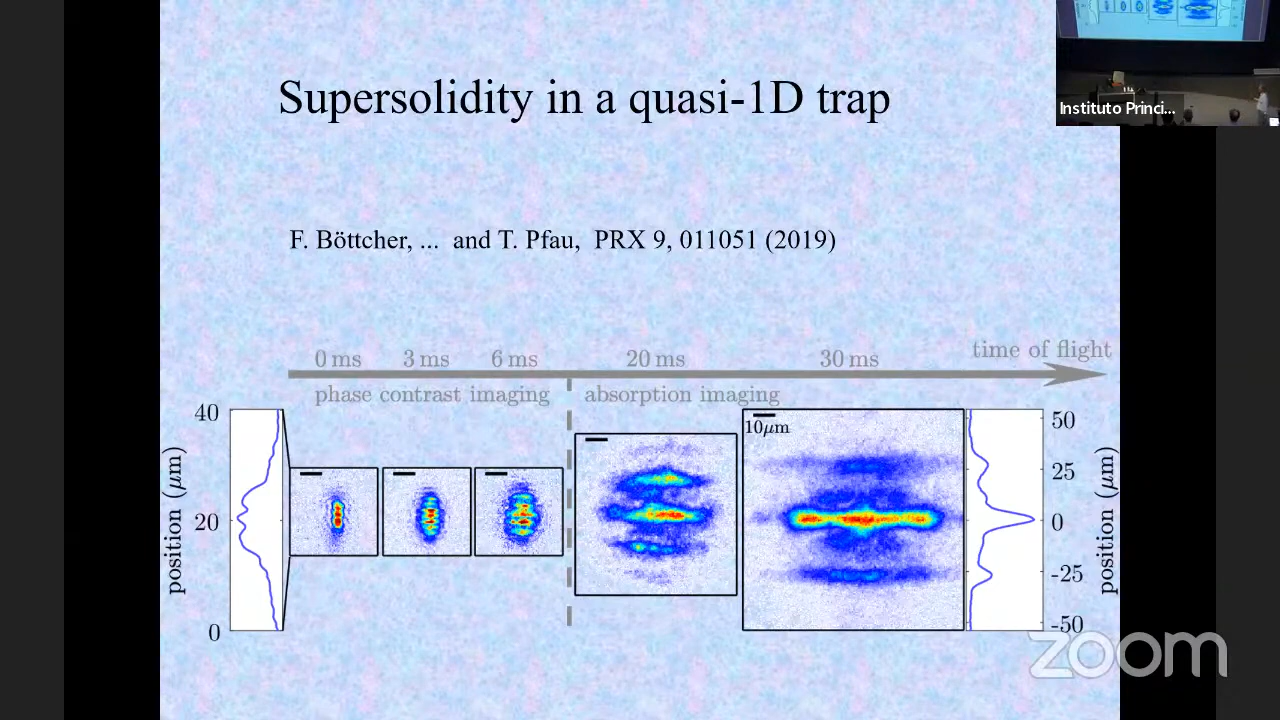 Supersolidity in a quasi-1D trap
Instituto Princi...
F. Böttcher, ... and T. Pfau, PRX 9, 011051 (2019)
0 ms 3 ms 6 ms 20 ms 30 ms time of flight
phase contrast imaging absorption imaging
40
20
0
position (μm)
10μm
50
25
0
-25
-50
position (μm)
zoom